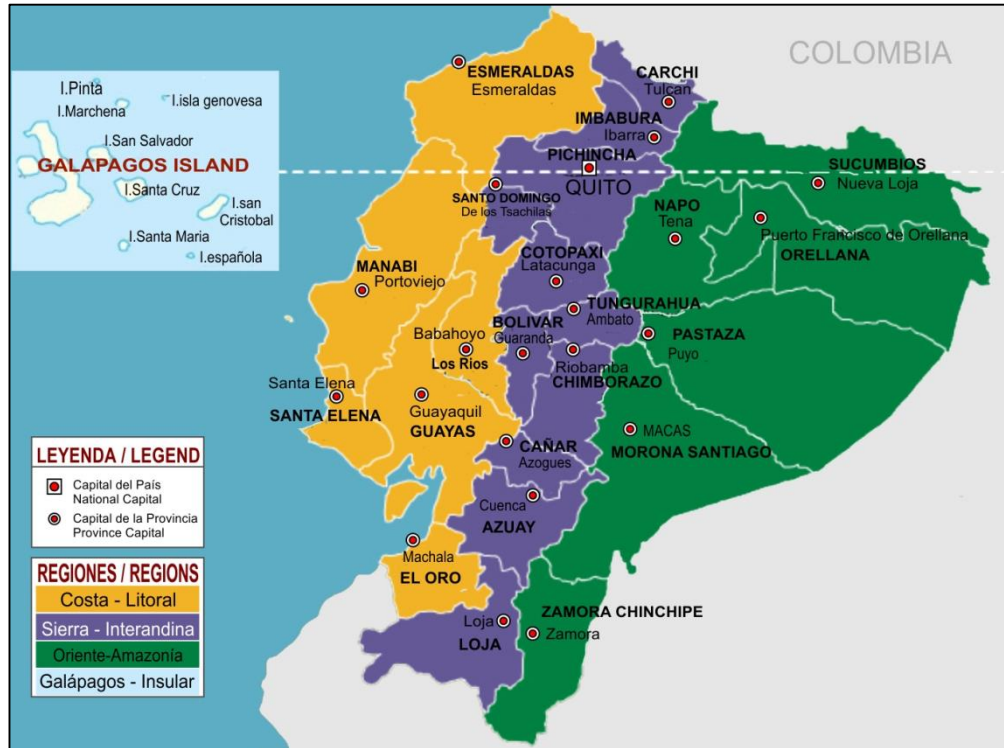 COLOMBIA
I.Pinta
I.Marchena
I.isla genovesa
I.San Salvador
GALAPAGOS ISLAND
I.Santa Cruz
I.san
Cristobal
I.Santa Maria
I.española
ESMERALDAS
Esmeraldas
CARCHI
Tulcañ
IMBABURA
Ibarra
PICHINCHA
QUITO
SANTO DOMINGO
De los Tsachilas
SUCUMBIOS
Nueva Loja
NAPO
Tena
Puerto Francisco de Orellana
ORELLANA
COTOPAXI
Latacunga
MANABI
Portoviejo
TUNGURAHUA
Ambato
BOLIVAR
Guaranda
Babahoyo
Los Rios
PASTAZA
Puyo
Riobamba
CHIMBORAZO
Santa Elena
SANTA ELENA
Guayaquil
GUAYAS
MACAS
MORONA SANTIAGO
CAÑAR
Azogues
Cuenca
AZUAY
Machala
EL ORO
Loja
LOJA
ZAMORA CHINCHIPE
Zamora
LEYENDA / LEGEND
Capital del País
National Capital
Capital de la Provincia
Province Capital
REGIONES / REGIONS
Costa - Litoral
Sierra - Interandina
Oriente-Amazonía
Galápagos - Insular